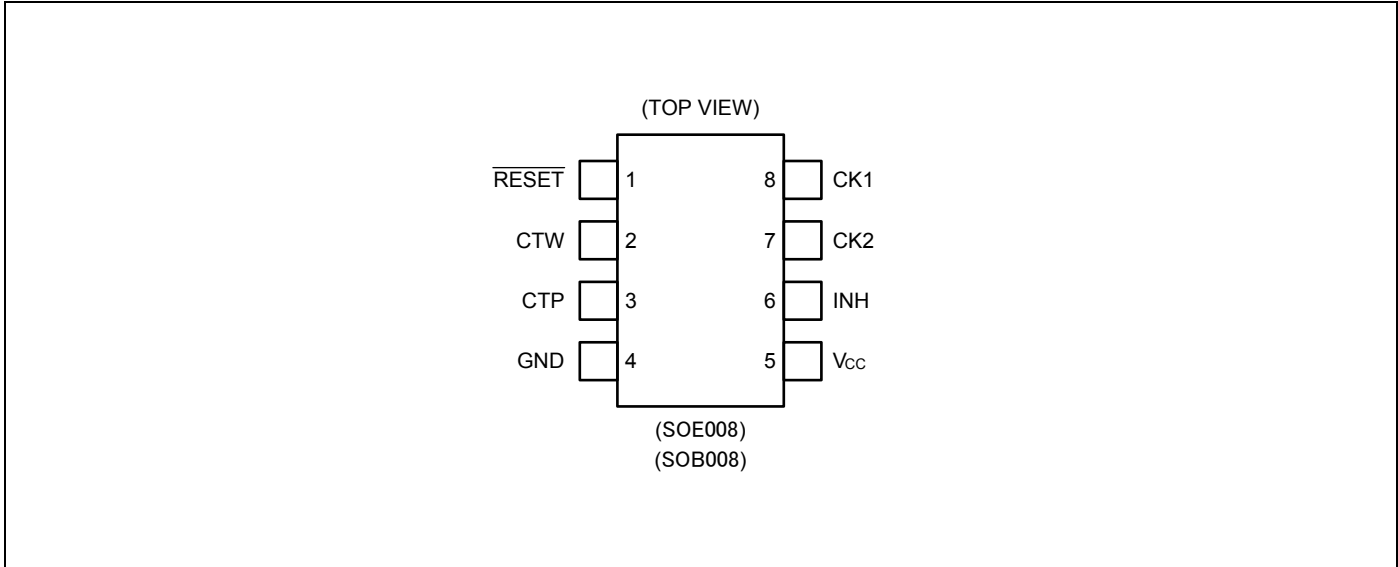 (TOP VIEW)
RESET 1 8 CK1
CTW 2 7 CK2
CTP 3 6 INH
GND 4 5 VCC
(SOE008)
(SOB008)